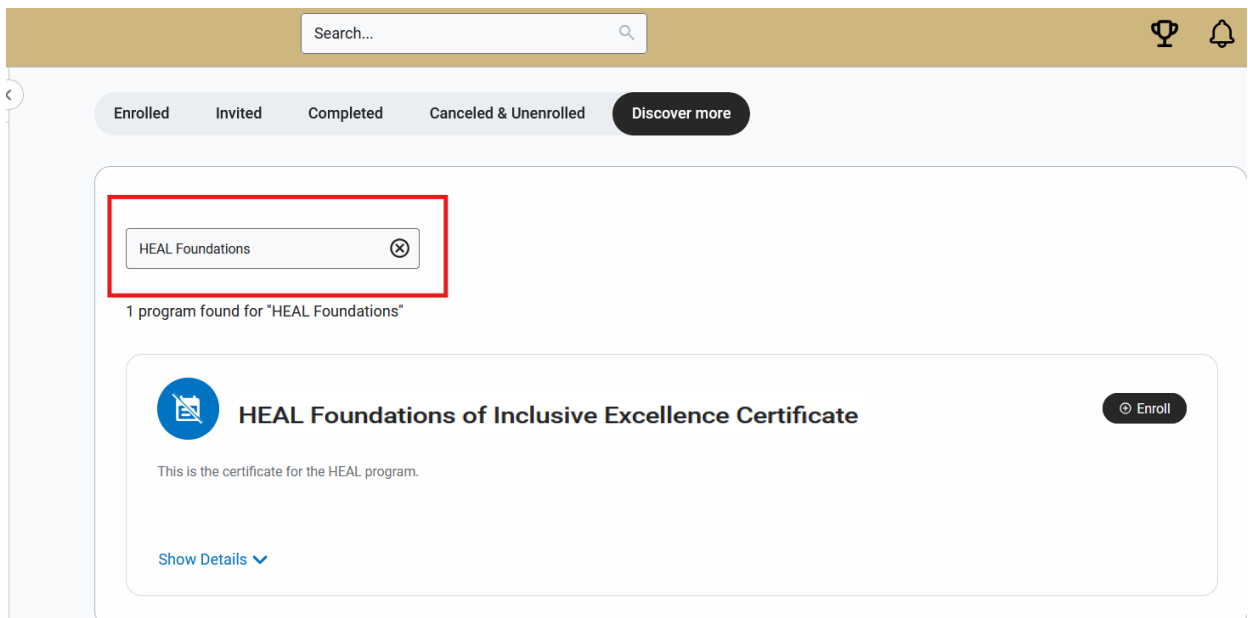 Search...
Enrolled Invited Completed Canceled & Unenrolled Discover more
HEAL Foundations
1 program found for "HEAL Foundations"
HEAL Foundations of Inclusive Excellence Certificate
Enroll
This is the certificate for the HEAL program.
Show Details